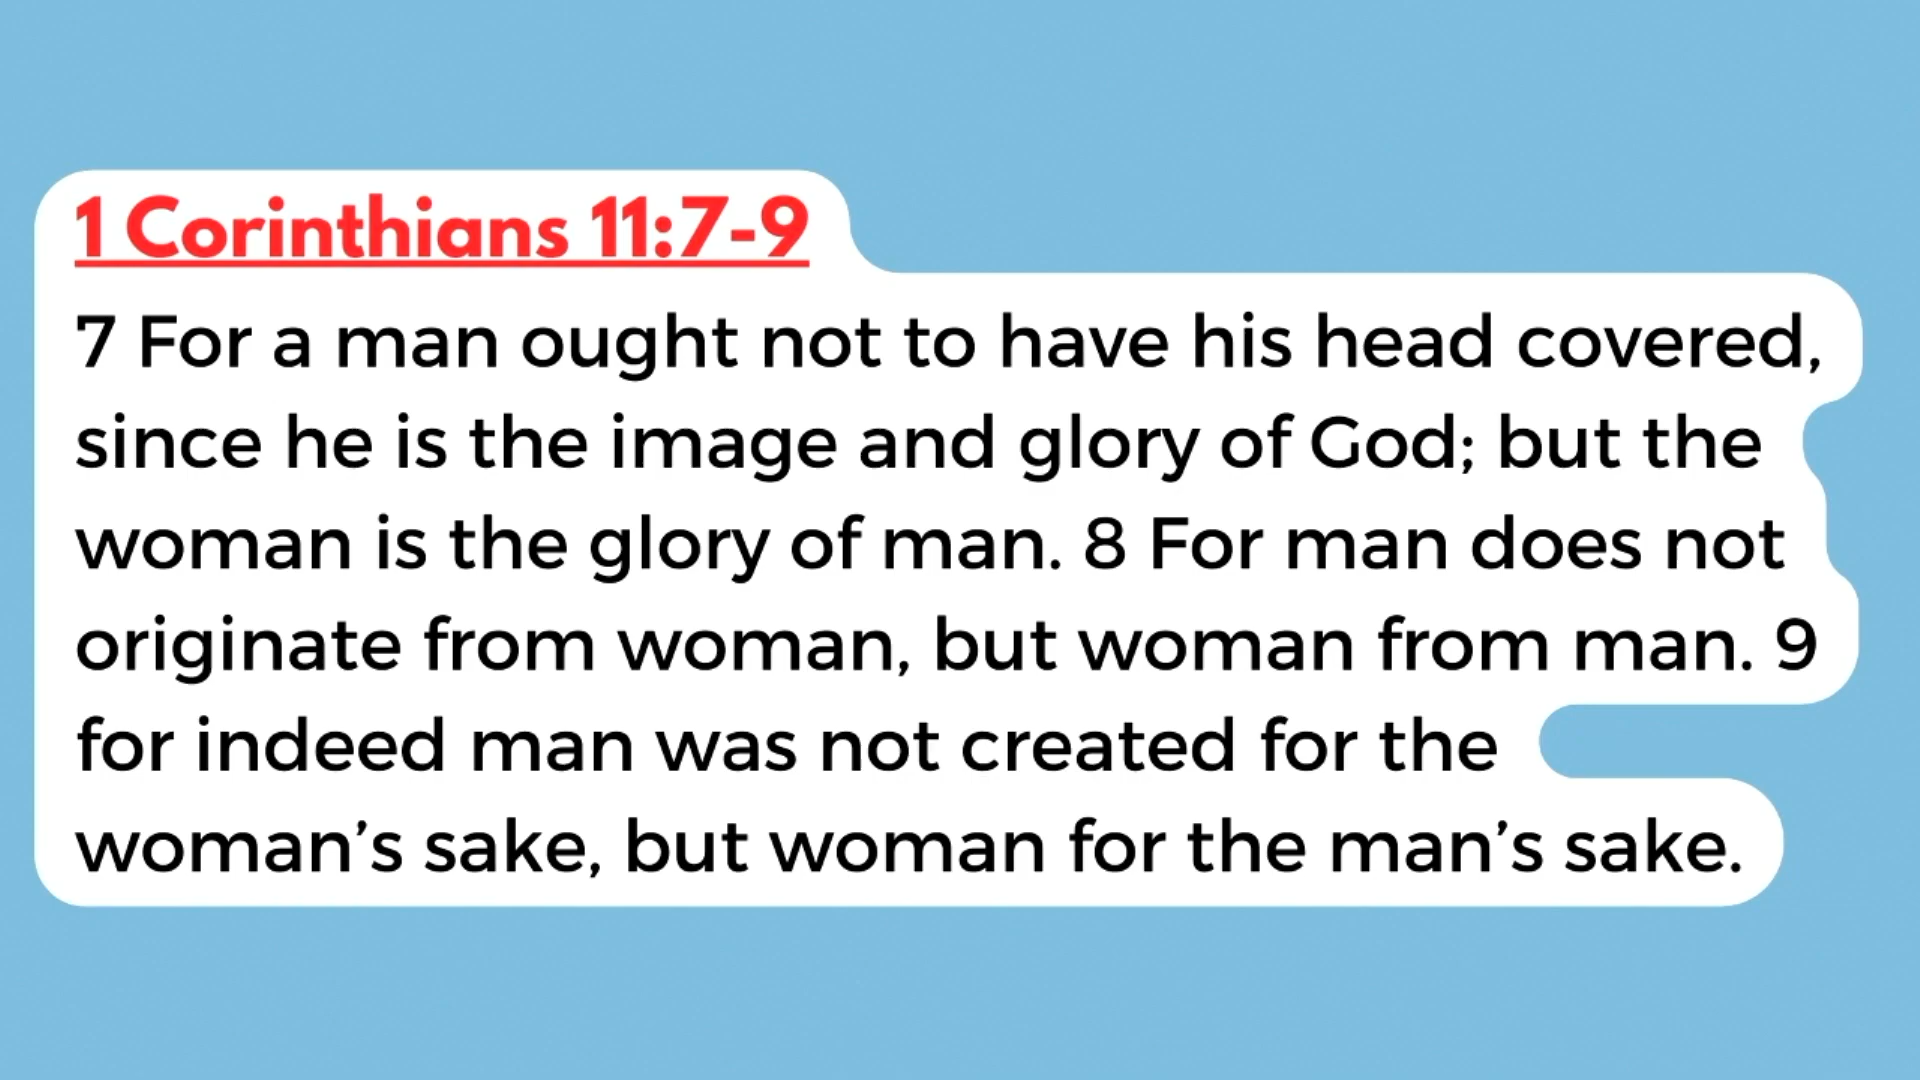 1 Corinthians 11:7-9
7 For a man ought not to have his head covered,
since he is the image and glory of God; but the
woman is the glory of man. 8 For man does not
originate from woman, but woman from man. 9
for indeed man was not created for the
woman’s sake, but woman for the man’s sake.